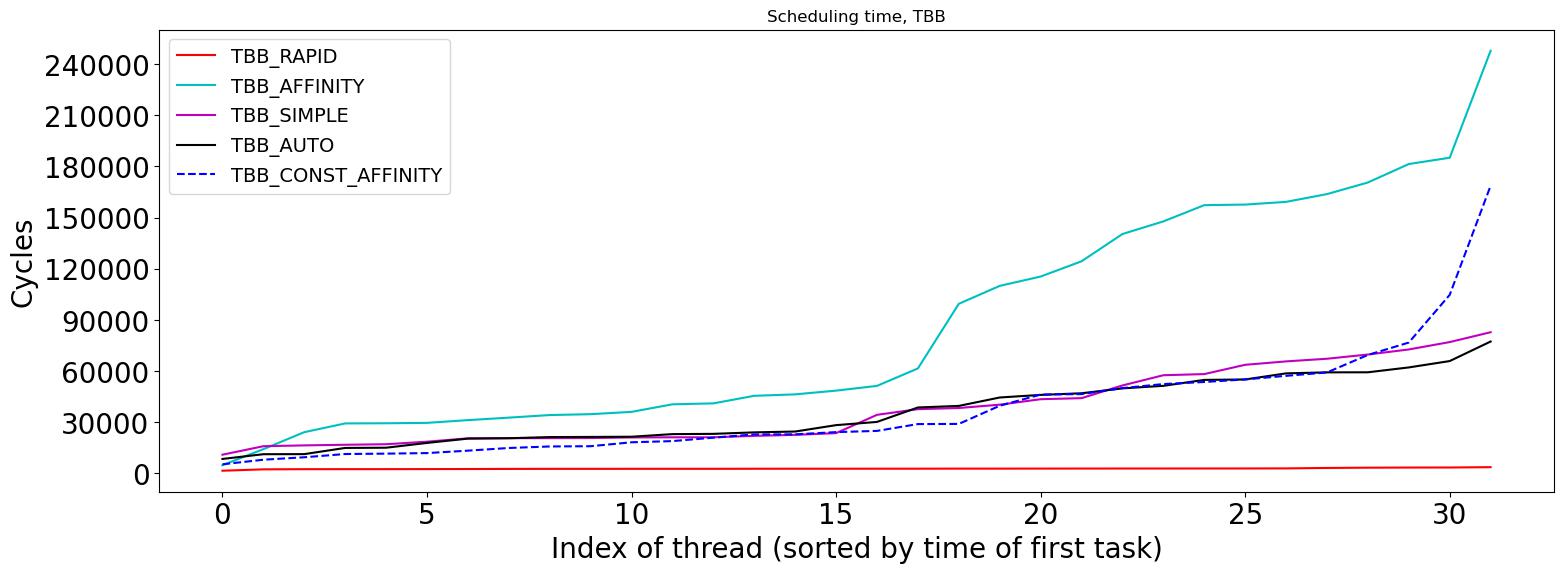 Scheduling time, TBB
TBB_RAPID
TBB_AFFINITY
TBB_SIMPLE
TBB_AUTO
TBB_CONST_AFFINITY
240000
210000
180000
150000
120000
90000
60000
30000
0
Cycles
0 5 10 15 20 25 30
Index of thread (sorted by time of first task)